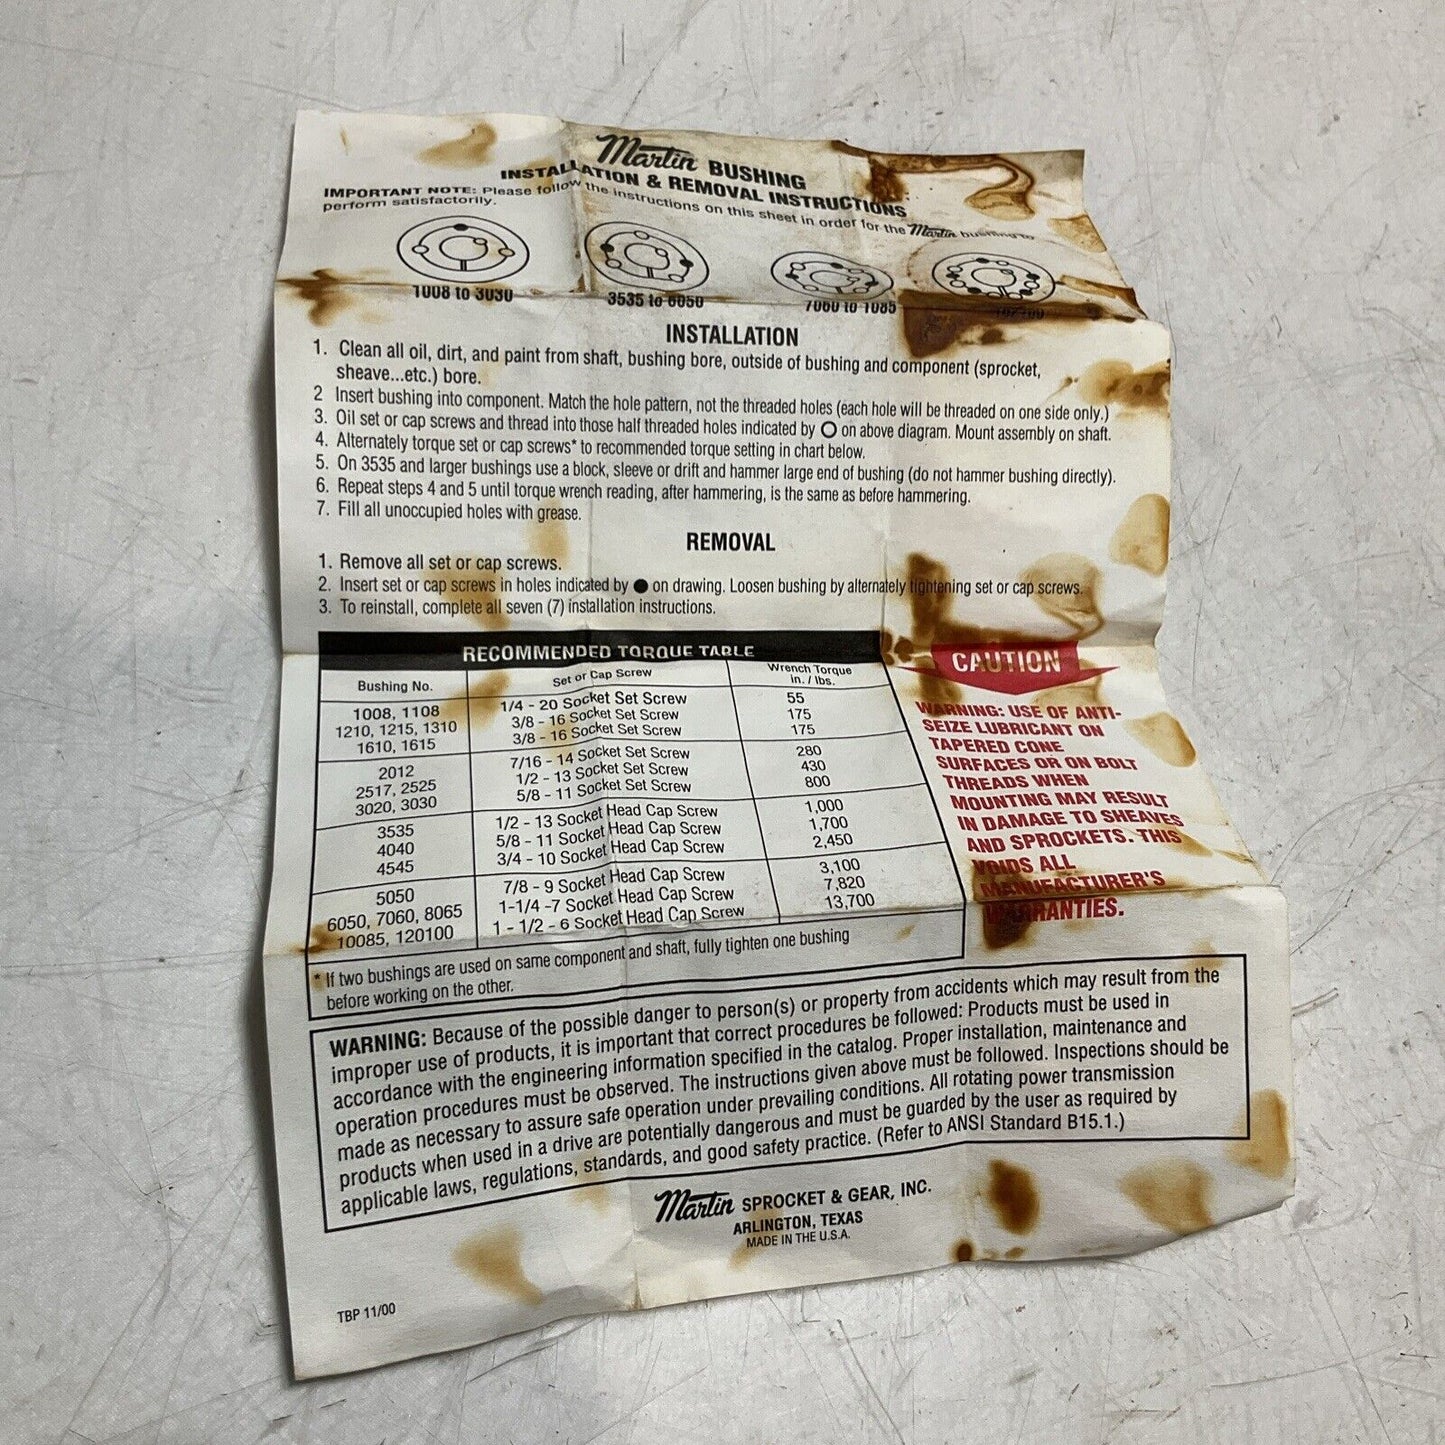 Martin BUSHING
INSTALLATION & REMOVAL INSTRUCTIONS
IMPORTANT NOTE: Please follow the instructions on this sheet in order for the Martin bushing to
perform satisfactorily.
1008 to 3030
3535 to 6050
7060 to 1085
INSTALLATION
1. Clean all oil, dirt, and paint from shaft, bushing bore, outside of bushing and component (sprocket,
sheave...etc.) bore.
2 Insert bushing into component. Match the hole pattern, not the threaded holes (each hole will be threaded on one side only.)
3. Oil set or cap screws and thread into those half threaded holes indicated by O on above diagram. Mount assembly on shaft.
4. Alternately torque set or cap screws* to recommended torque setting in chart below.
5. On 3535 and larger bushings use a block, sleeve or drift and hammer large end of bushing (do not hammer bushing directly).
6. Repeat steps 4 and 5 until torque wrench reading, after hammering, is the same as before hammering.
7. Fill all unoccupied holes with grease.
REMOVAL
1. Remove all set or cap screws.
2. Insert set or cap screws in holes indicated by ● on drawing. Loosen bushing by alternately tightening set or cap screws.
3. To reinstall, complete all seven (7) installation instructions.
RECOMMENDED TORQUE TABLE
Bushing No. Set or Cap Screw Wrench Torque
in. / lbs.
1008, 1108 1/4 - 20 Socket Set Screw 55
1210, 1215, 1310 3/8 - 16 Socket Set Screw 175
1610, 1615 3/8 - 16 Socket Set Screw 175
2012 7/16 - 14 Socket Set Screw 280
2517, 2525 1/2 - 13 Socket Set Screw 430
3020, 3030 5/8 - 11 Socket Set Screw 800
3535 1/2 - 13 Socket Head Cap Screw 1,000
4040 5/8 - 11 Socket Head Cap Screw 1,700
4545 3/4 - 10 Socket Head Cap Screw 2,450
5050 7/8 - 9 Socket Head Cap Screw 3,100
6050, 7060, 8065 1-1/4 -7 Socket Head Cap Screw 7,820
10085, 120100 1 - 1/2 - 6 Socket Head Cap Screw 13,700
* If two bushings are used on same component and shaft, fully tighten one bushing
before working on the other.
CAUTION
WARNING: USE OF ANTI-
SEIZE LUBRICANT ON
TAPERED CONE
SURFACES OR ON BOLT
THREADS WHEN
MOUNTING MAY RESULT
IN DAMAGE TO SHEAVES
AND SPROCKETS. THIS
VOIDS ALL
MANUFACTURER'S
WARRANTIES.
WARNING: Because of the possible danger to person(s) or property from accidents which may result from the
improper use of products, it is important that correct procedures be followed: Products must be used in
accordance with the engineering information specified in the catalog. Proper installation, maintenance and
operation procedures must be observed. The instructions given above must be followed. Inspections should be
made as necessary to assure safe operation under prevailing conditions. All rotating power transmission
products when used in a drive are potentially dangerous and must be guarded by the user as required by
applicable laws, regulations, standards, and good safety practice. (Refer to ANSI Standard B15.1.)
Martin SPROCKET & GEAR, INC.
ARLINGTON, TEXAS
MADE IN THE U.S.A.
TBP 11/00